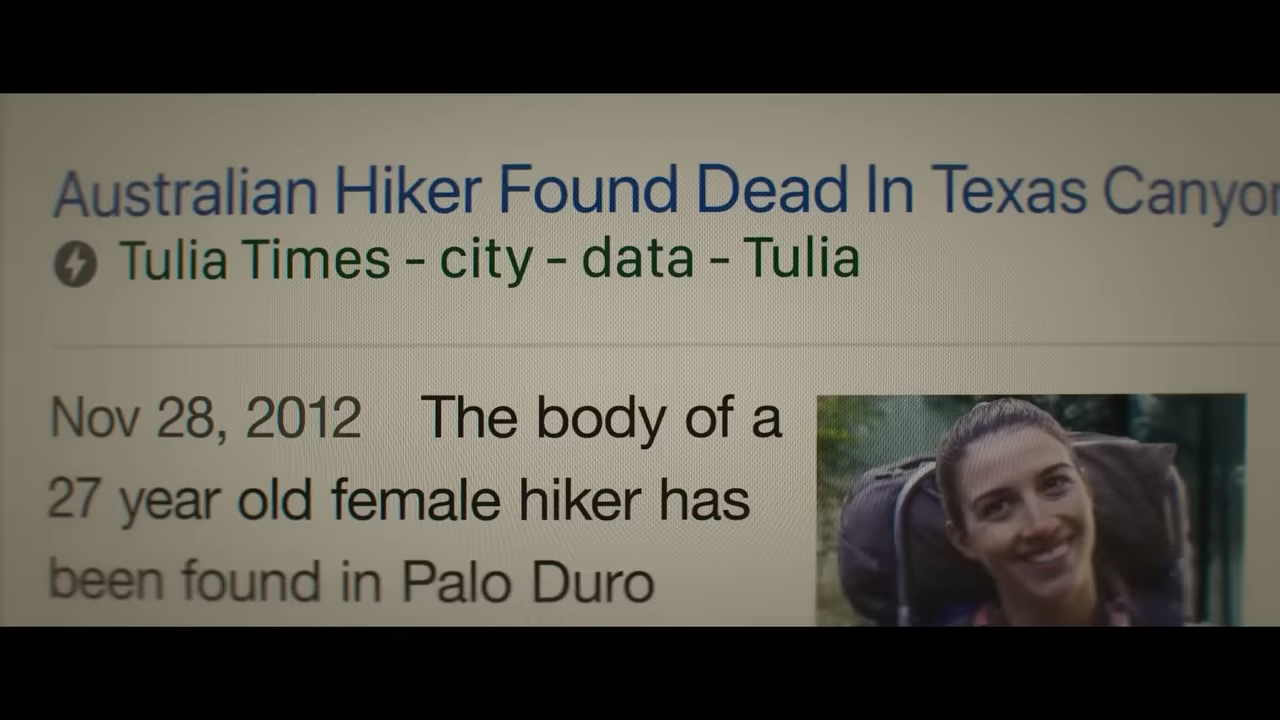 Australian Hiker Found Dead In Texas Canyon
Tulia Times - city - data - Tulia
Nov 28, 2012 The body of a
27 year old female hiker has
been found in Palo Duro